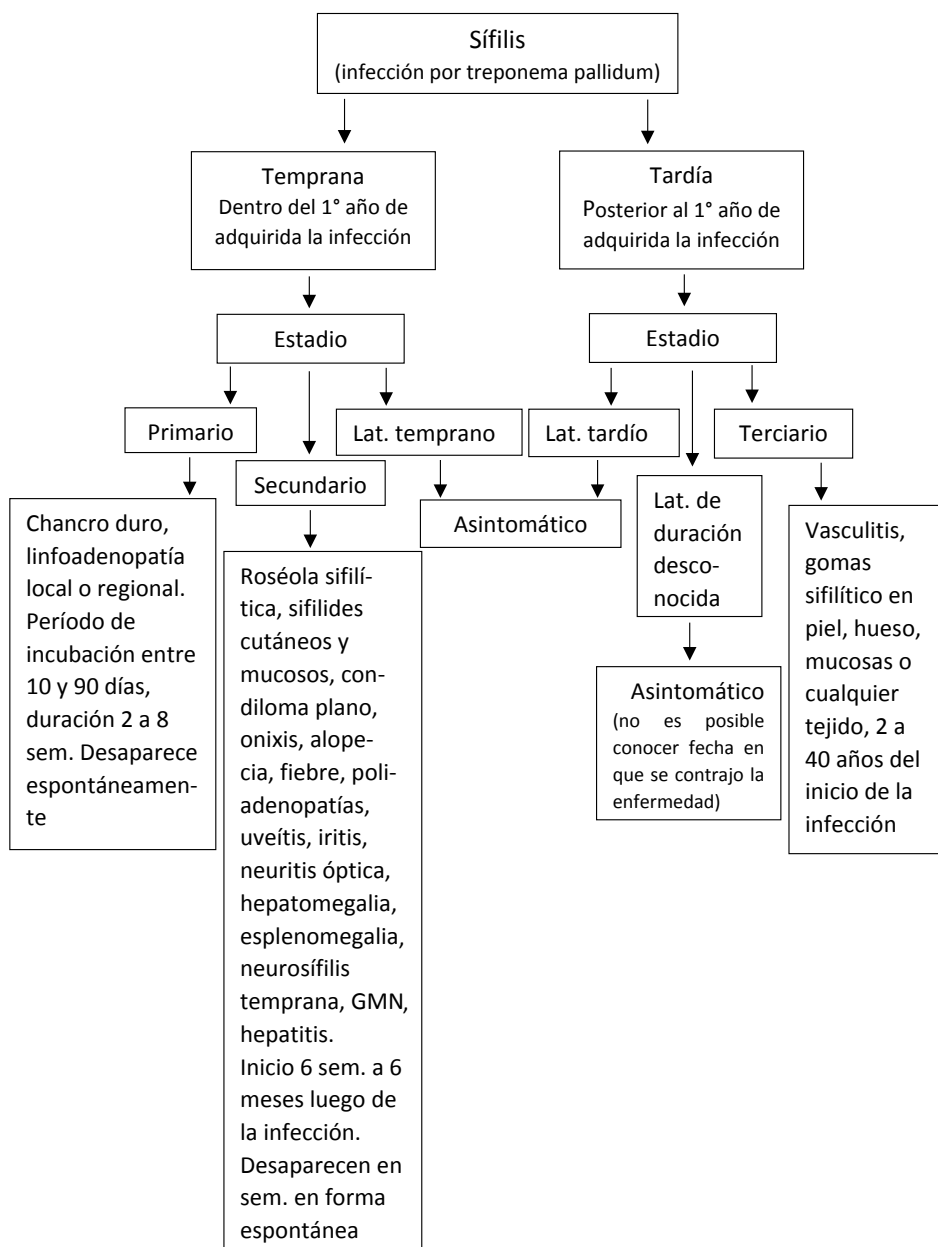 Sífilis
(infección por treponema pallidum)
Temprana
Dentro del 1° año de
adquirida la infección
Tardía
Posterior al 1° año de
adquirida la infección
Estadio
Estadio
Primario
Lat. temprano
Lat. tardío
Terciario
Secundario
Asintomático
Lat. de
duración
desco-
nocida
Chancro duro,
linfoadenopatía
local o regional.
Período de
incubación entre
10 y 90 días,
duración 2 a 8
sem. Desaparece
espontáneamen-
te
Roséola sifilí-
tica, sifilides
cutáneos y
mucosos, con-
diloma plano,
onixis, alope-
cia, fiebre, poli-
adenopatías,
uveítis, iritis,
neuritis óptica,
hepatomegalia,
esplenomegalia,
neurosífilis
temprana, GMN,
hepatitis.
Inicio 6 sem. a 6
meses luego de
la infección.
Desaparecen en
sem. en forma
espontánea
Asintomático
(no es posible
conocer fecha en
que se contrajo la
enfermedad)
Vasculitis,
gomas
sifilítico en
piel, hueso,
mucosas o
cualquier
tejido, 2 a
40 años del
inicio de la
infección